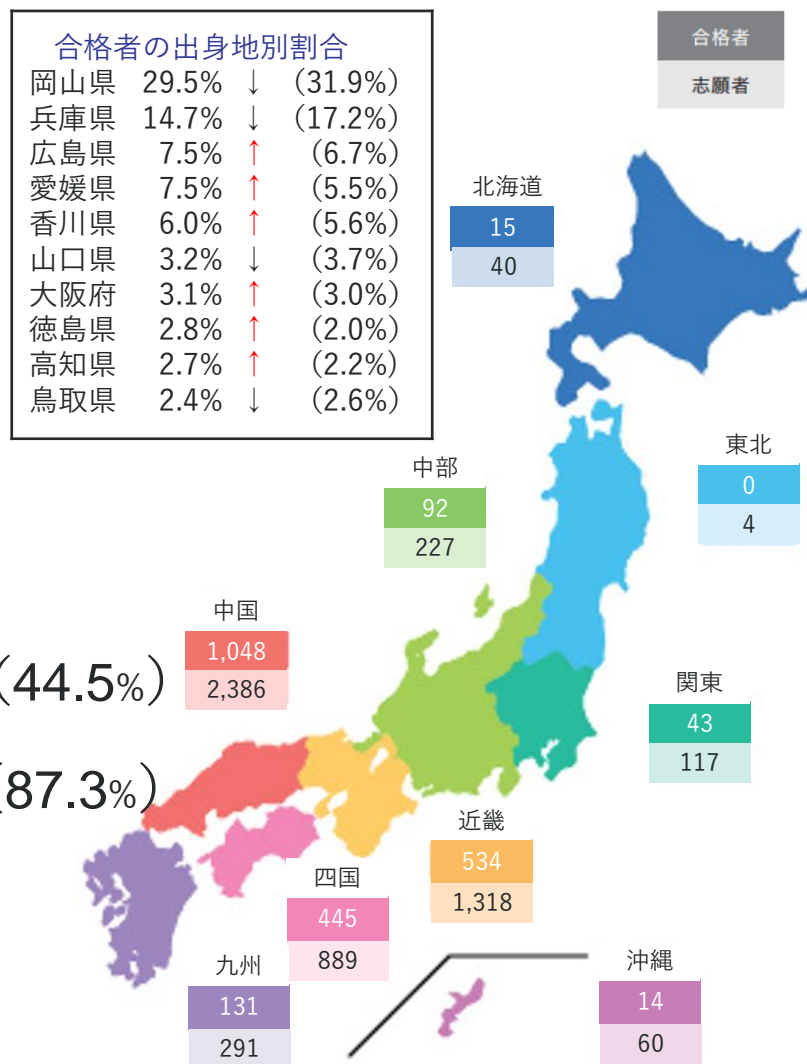 合格者の出身地別割合
岡山県 29.5% ↓ (31.9%)
兵庫県 14.7% ↓ (17.2%)
広島県 7.5% ↑ (6.7%)
愛媛県 7.5% ↑ (5.5%)
香川県 6.0% ↑ (5.6%)
山口県 3.2% ↓ (3.7%)
大阪府 3.1% ↑ (3.0%)
徳島県 2.8% ↑ (2.0%)
高知県 2.7% ↑ (2.2%)
鳥取県 2.4% ↓ (2.6%)
合格者
志願者
北海道
15
40
東北
0
4
中部
92
227
中国
1,048
2,386
(44.5%)
(87.3%)
関東
43
117
近畿
534
1,318
四国
445
889
九州
131
291
沖縄
14
60